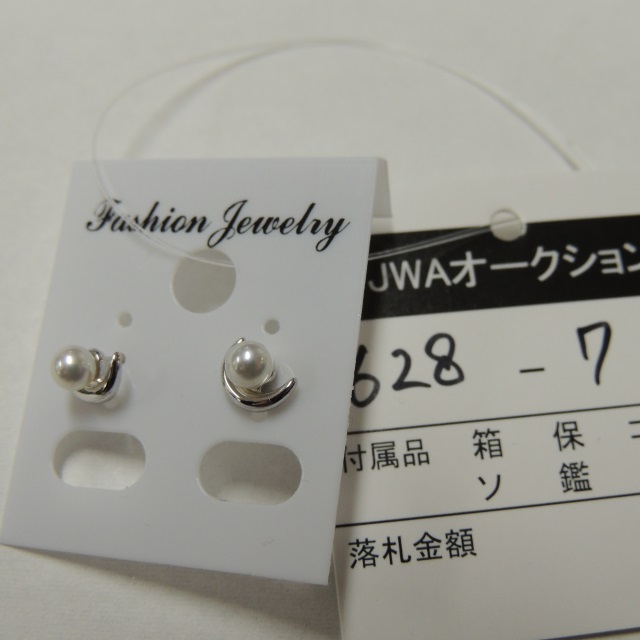 Fashion Jewelry
JWAオークション
628 - 7
付属品 箱 保
ソ 鑑
落札金額